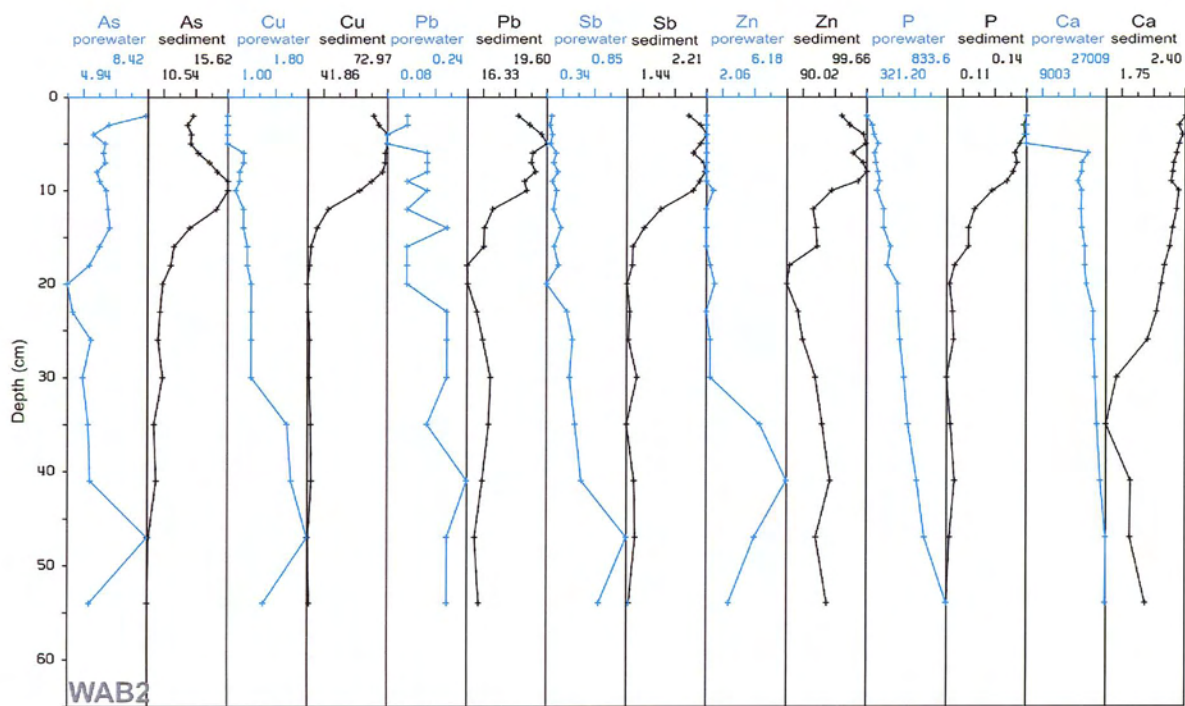 As As Cu Cu Pb Pb Sb Sb Zn Zn P P Ca Ca
porewater sediment porewater sediment porewater sediment porewater sediment porewater sediment porewater sediment porewater sediment
8.42 15.62 1.80 72.97 0.24 19.60 0.85 2.21 6.18 99.66 833.6 0.14 27009 2.40
4.94 10.54 1.00 41.86 0.08 16.33 0.34 1.44 2.06 90.02 321.20 0.11 9003 1.75
0
10
20
30
40
50
60
Depth (cm)
WAB2